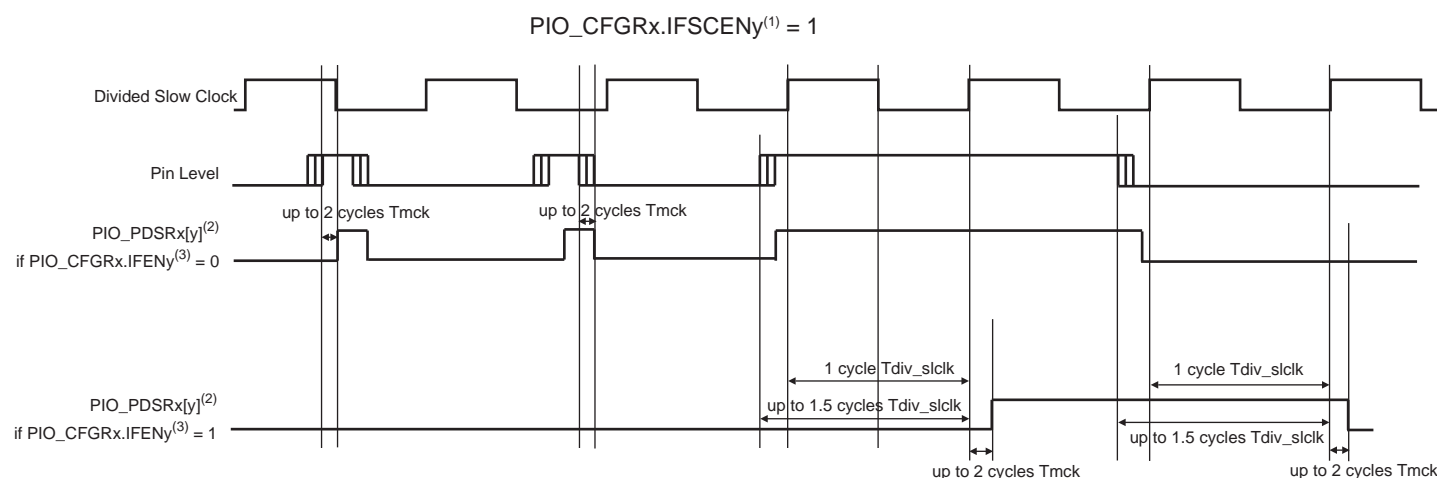 PIO_CFGRx.IFSCENy(1) = 1
Divided Slow Clock
Pin Level
up to 2 cycles Tmck
up to 2 cycles Tmck
PIO_PDSRx[y](2)
if PIO_CFGRx.IFENy(3) = 0
1 cycle Tdiv_slclk
1 cycle Tdiv_slclk
PIO_PDSRx[y](2)
up to 1.5 cycles Tdiv_slclk
if PIO_CFGRx.IFENy(3) = 1
up to 1.5 cycles Tdiv_slclk
up to 2 cycles Tmck
up to 2 cycles Tmck